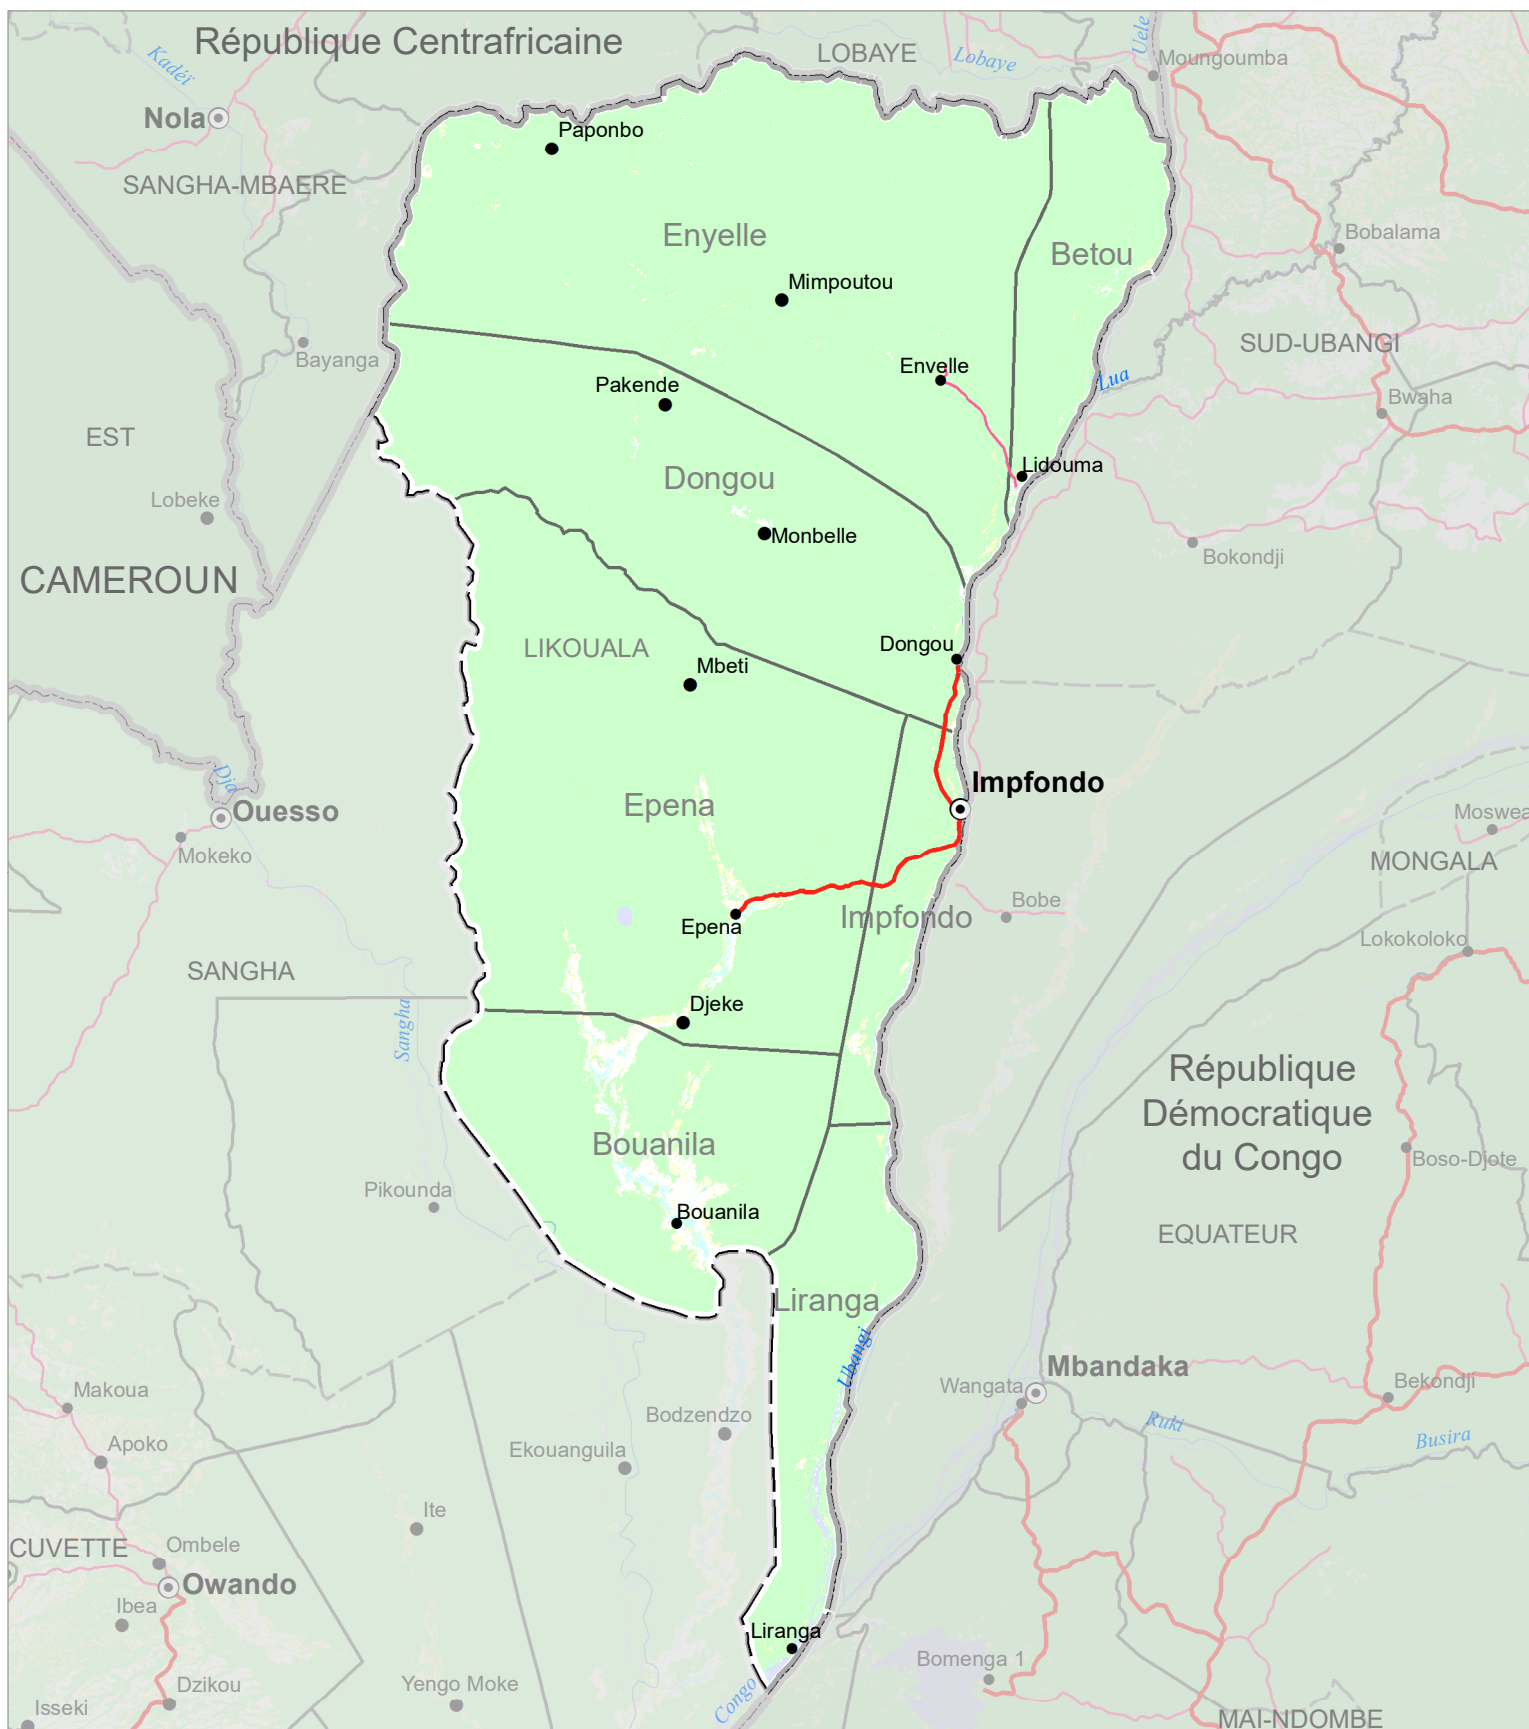 République Centrafricaine
LOBAYE
Lobaye
Uele
Moungoumba
Kadéï
Nola
Paponbo
SANGHA-MBAERE
Enyelle
Betou
Bobalama
Mimpoutou
SUD-UBANGI
Bayanga
Envelle
Lua
Pakende
Bwaha
EST
Lidouma
Dongou
Lobeke
Monbelle
Bokondji
CAMEROUN
LIKOUALA
Dongou
Mbeti
Dja
Impfondo
Ouesso
Epena
Moswea
Mokeko
MONGALA
Impfondo
Bobe
Epena
Lokokoloko
SANGHA
Sangha
Djeke
République
Démocratique
du Congo
Bouanila
Boso-Djote
Pikounda
Bouanila
EQUATEUR
Liranga
Ubangi
Mbandaka
Wangata
Bekondji
Makoua
Bodzendzo
Ruki
Busira
Apoko
Ekouanguila
Ite
CUVETTE
Ombele
Owando
Ibea
Liranga
Bomenga 1
Dzikou
Yengo Moke
Congo
Isseki
MAI-NDOMBE